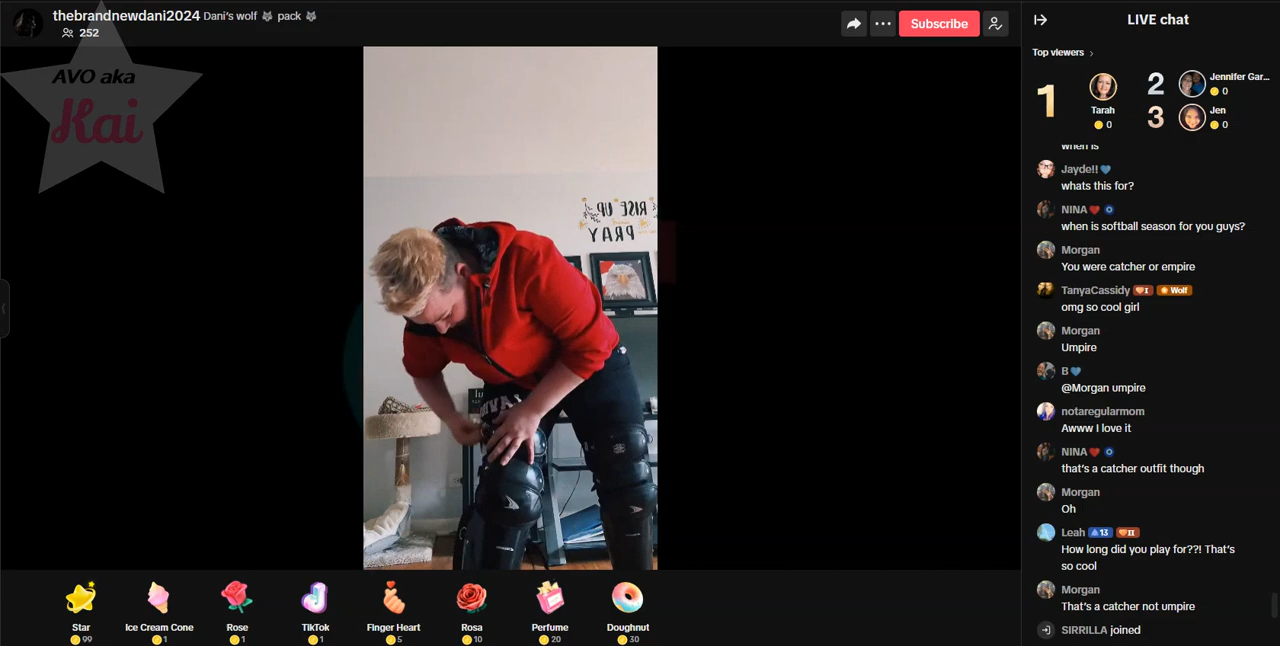 thebrandnewdani2024 Dani's wolf 🐺 pack 🐺
252
Subscribe
AVO aka
Kai
RISE UP
PRAY
Star
99
Ice Cream Cone
1
Rose
1
TikTok
1
Finger Heart
5
Rosa
10
Perfume
20
Doughnut
30
LIVE chat
Top viewers >
1
Tarah
0
2
Jennifer Gar...
0
3
Jen
0
when is
Jayde!! 💙
whats this for?
NINA ❤️
when is softball season for you guys?
Morgan
You were catcher or empire
TanyaCassidy I Wolf
omg so cool girl
Morgan
Umpire
B 💙
@Morgan umpire
notaregularmom
Awww I love it
NINA ❤️
that's a catcher outfit though
Morgan
Oh
Leah 13 II
How long did you play for??! That's
so cool
Morgan
That's a catcher not umpire
SIRRILLA joined